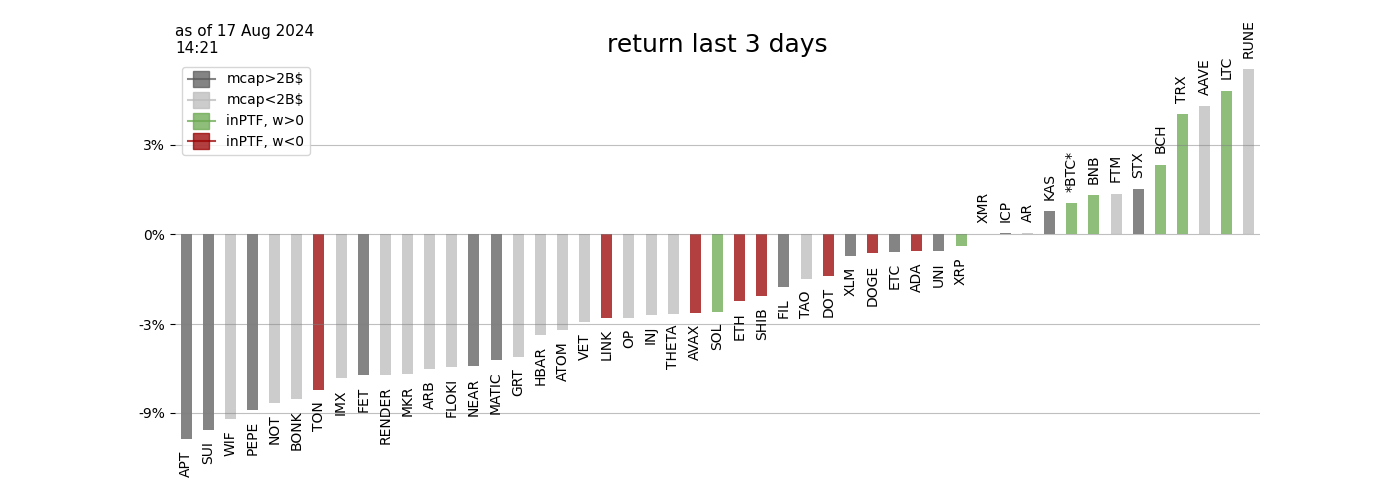 as of 17 Aug 2024
14:21
return last 3 days
mcap>2B$
mcap<2B$
inPTF, w>0
inPTF, w<0
3%
0%
-3%
-9%
APT
SUI
WIF
PEPE
NOT
BONK
TON
IMX
FET
RENDER
MKR
ARB
FLOKI
NEAR
MATIC
GRT
HBAR
ATOM
VET
LINK
OP
INJ
THETA
AVAX
SOL
ETH
SHIB
FIL
TAO
DOT
XLM
DOGE
ETC
ADA
UNI
XRP
XMR
ICP
AR
KAS
*BTC*
BNB
FTM
STX
BCH
TRX
AAVE
LTC
RUNE